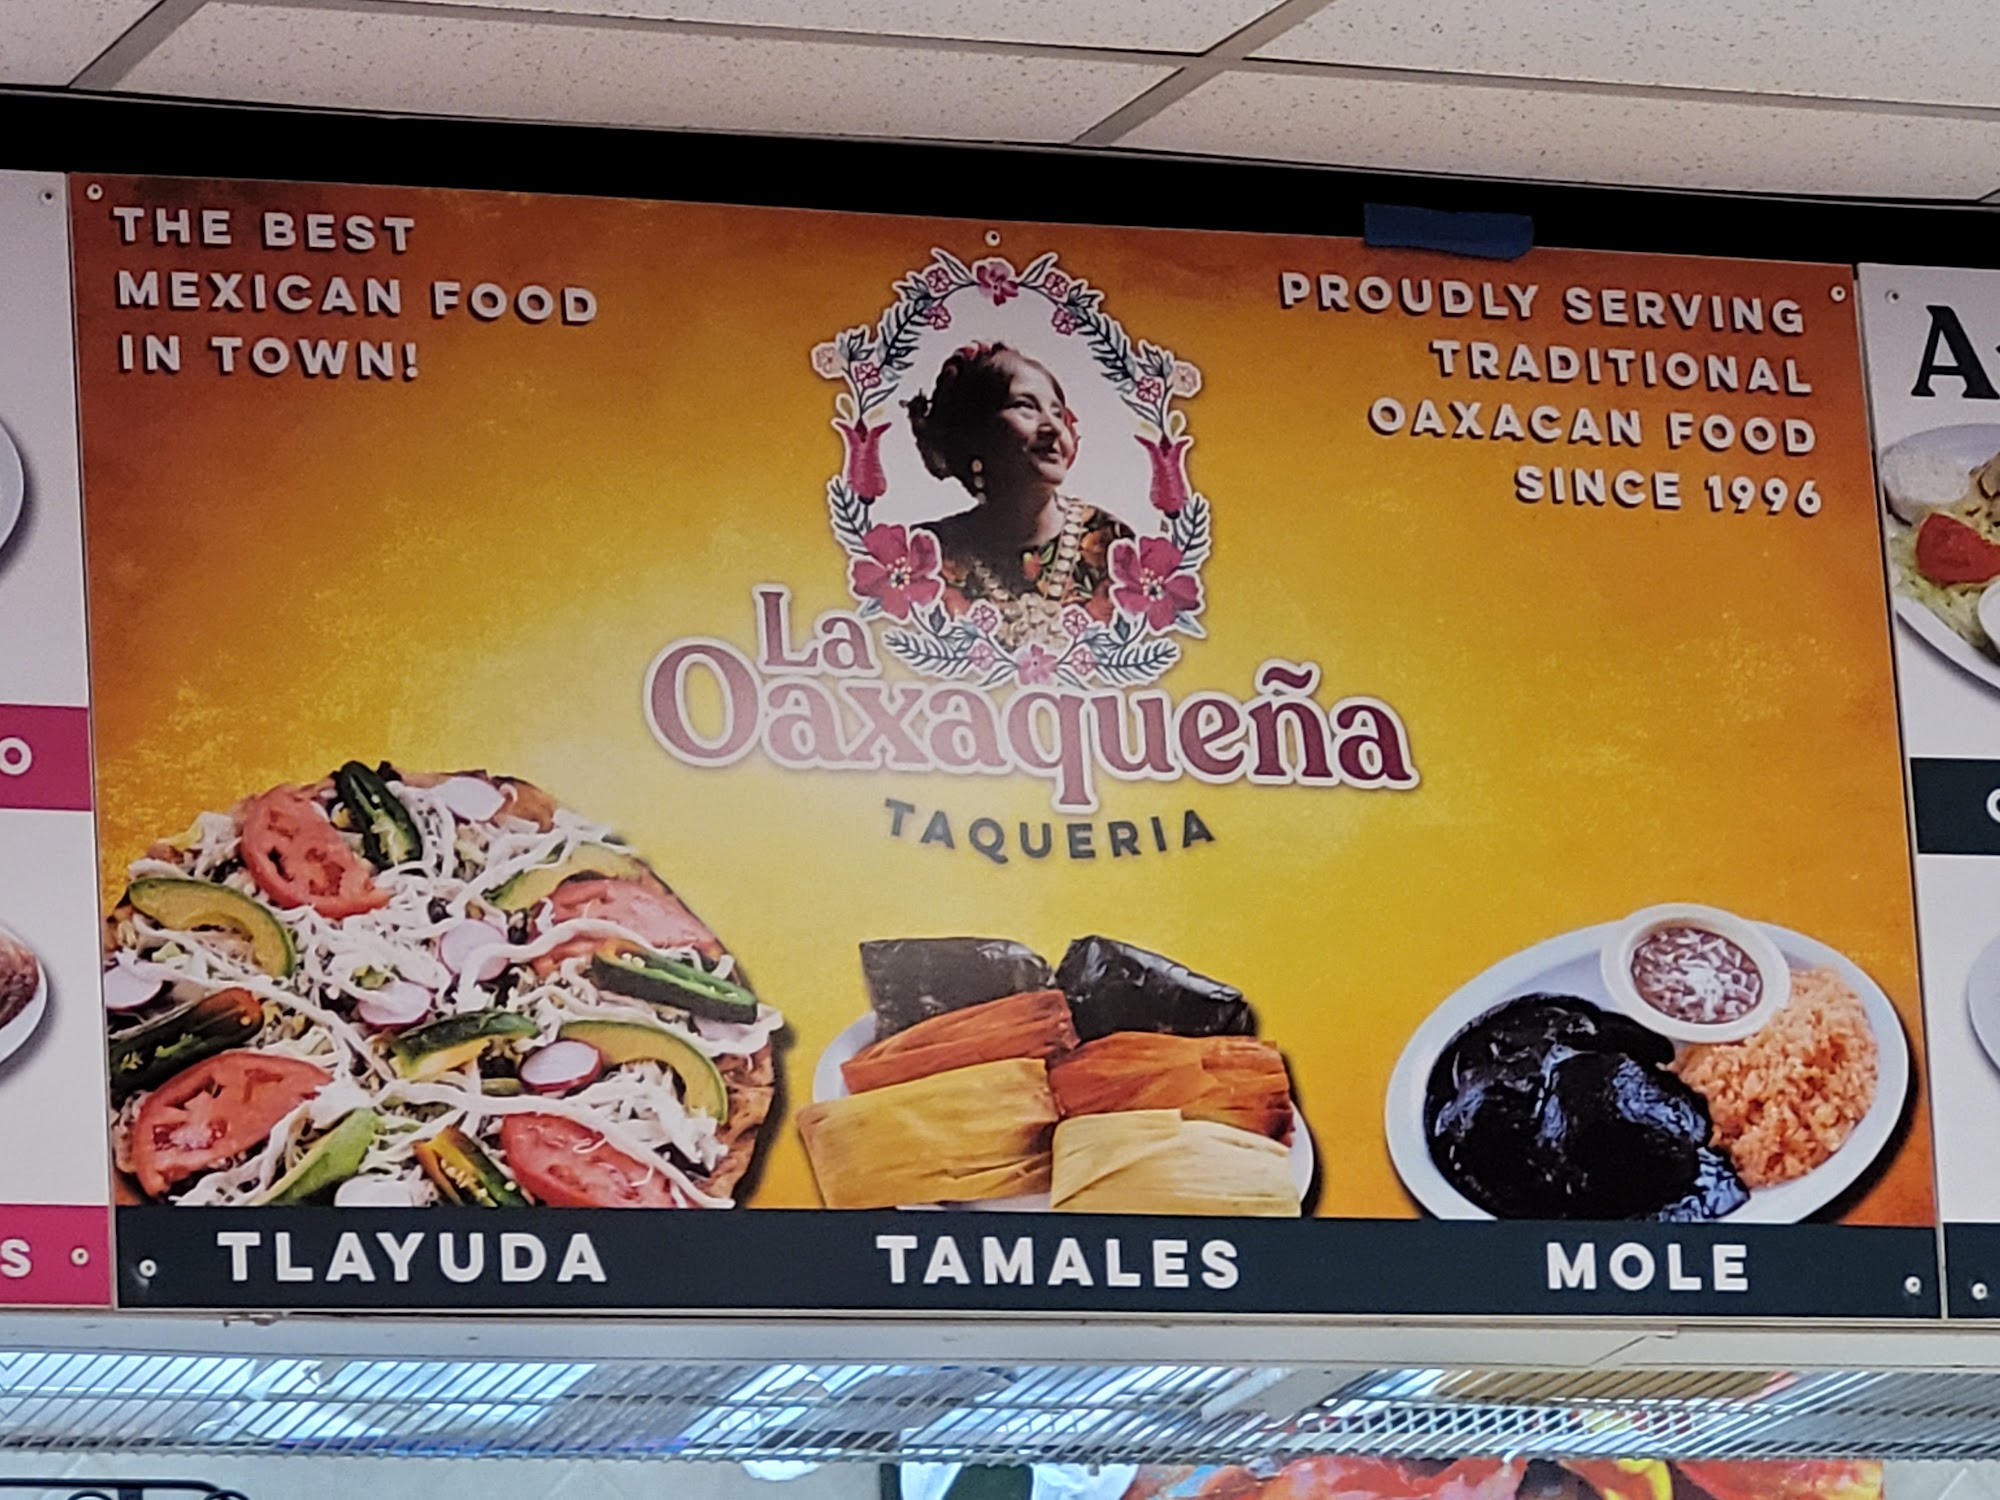 THE BEST
MEXICAN FOOD
IN TOWN!
PROUDLY SERVING
TRADITIONAL
OAXACAN FOOD
SINCE 1996
La
Oaxaqueña
TAQUERIA
TLAYUDA
TAMALES
MOLE